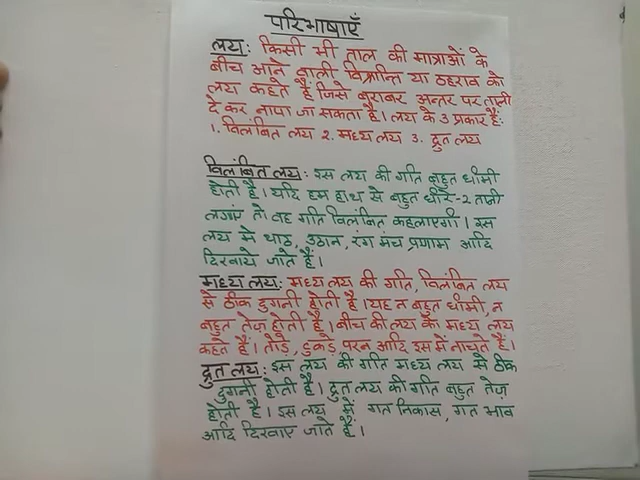 परिभाषाएँ
लय: किसी भी ताल की मात्राओं के
बीच आने वाली विश्रान्ति या ठहराव को
लय कहते हैं जिसे बराबर अन्तर पर ताली
दे कर नापा जा सकता है। लय के 3 प्रकार हैं:
1. विलंबित लय 2. मध्य लय 3. द्रुत लय
विलंबित लय: इस लय की गति बहुत धीमी
होती है। यदि हम हाथ से बहुत धीरे-2 ताली
लगाएं तो वह गति विलंबित कहलाएगी। इस
लय में थाट, उठान, रंग मंच प्रणाम आदि
दिखाये जाते हैं।
मध्य लय: मध्य लय की गति, विलंबित लय
से ठीक दुगनी होती है। यह न बहुत धीमी, न
बहुत तेज़ होती है। बीच की लय को मध्य लय
कहते हैं। तोड़े, टुकड़े, परन आदि इसमें नाचते हैं।
द्रुत लय: इस लय की गति मध्य लय से ठीक
दुगनी होती है। द्रुत लय की गति बहुत तेज़
होती है। इस लय में गत निकास, गत भाव
आदि दिखाए जाते हैं।